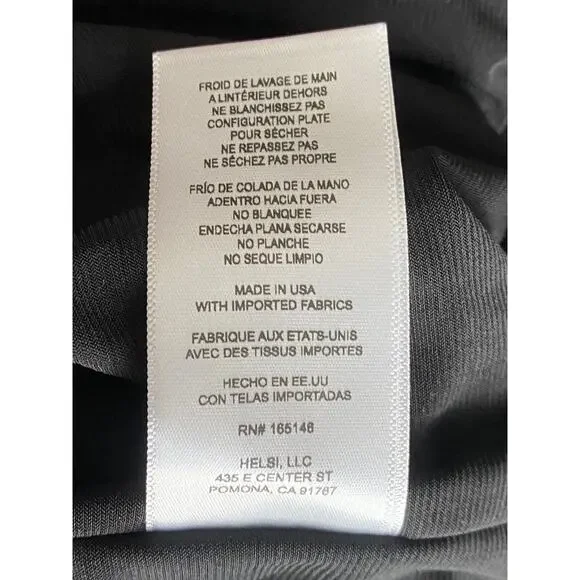 FROID DE LAVAGE DE MAIN
A LINTÉRIEUR DEHORS
NE BLANCHISSEZ PAS
CONFIGURATION PLATE
POUR SÉCHER
NE REPASSEZ PAS
NE SÉCHEZ PAS PROPRE
FRÍO DE COLADA DE LA MANO
ADENTRO HACIA FUERA
NO BLANQUEE
ENDECHA PLANA SECARSE
NO PLANCHE
NO SEQUE LIMPIO
MADE IN USA
WITH IMPORTED FABRICS
FABRIQUE AUX ETATS-UNIS
AVEC DES TISSUS IMPORTES
HECHO EN EE.UU
CON TELAS IMPORTADAS
RN# 165146
HELSI, LLC
435 E CENTER ST
POMONA, CA 91767